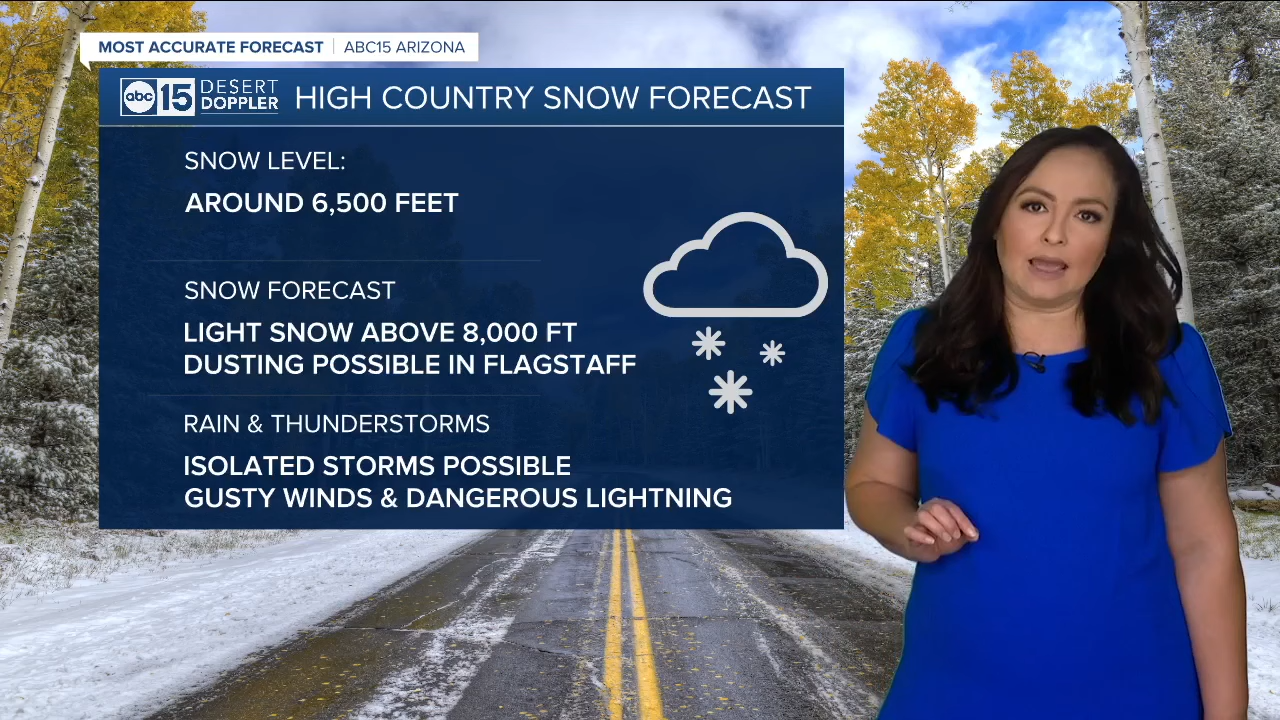 MOST ACCURATE FORECAST | ABC15 ARIZONA
abc 15 DESERT DOPPLER HIGH COUNTRY SNOW FORECAST
SNOW LEVEL:
AROUND 6,500 FEET
SNOW FORECAST
LIGHT SNOW ABOVE 8,000 FT
DUSTING POSSIBLE IN FLAGSTAFF
RAIN & THUNDERSTORMS
ISOLATED STORMS POSSIBLE
GUSTY WINDS & DANGEROUS LIGHTNING